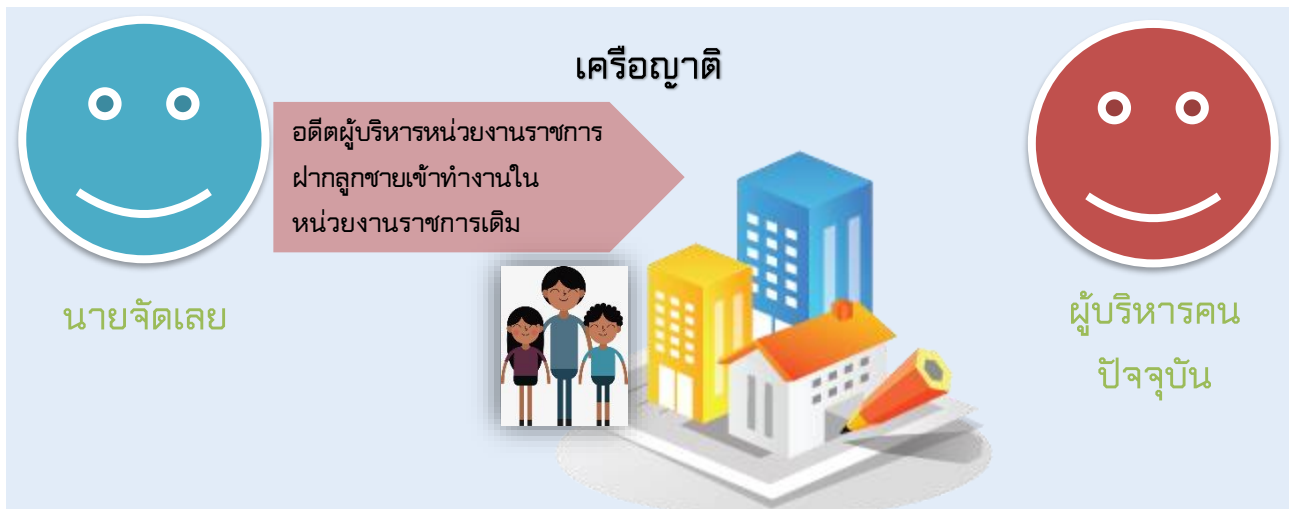 เครือญาติ
อดีตผู้บริหารหน่วยงานราชการ
ฝากลูกชายเข้าทำงานใน
หน่วยงานราชการเดิม
นายจัดเลย
ผู้บริหารคน
ปัจจุบัน